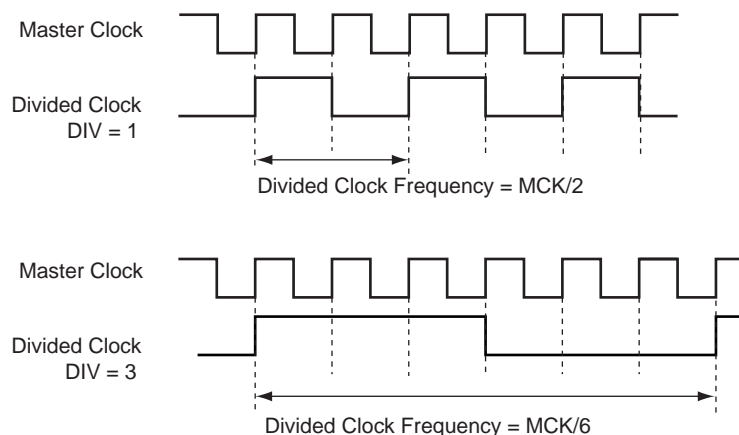 Master Clock
Divided Clock
DIV = 1
Divided Clock Frequency = MCK/2
Master Clock
Divided Clock
DIV = 3
Divided Clock Frequency = MCK/6